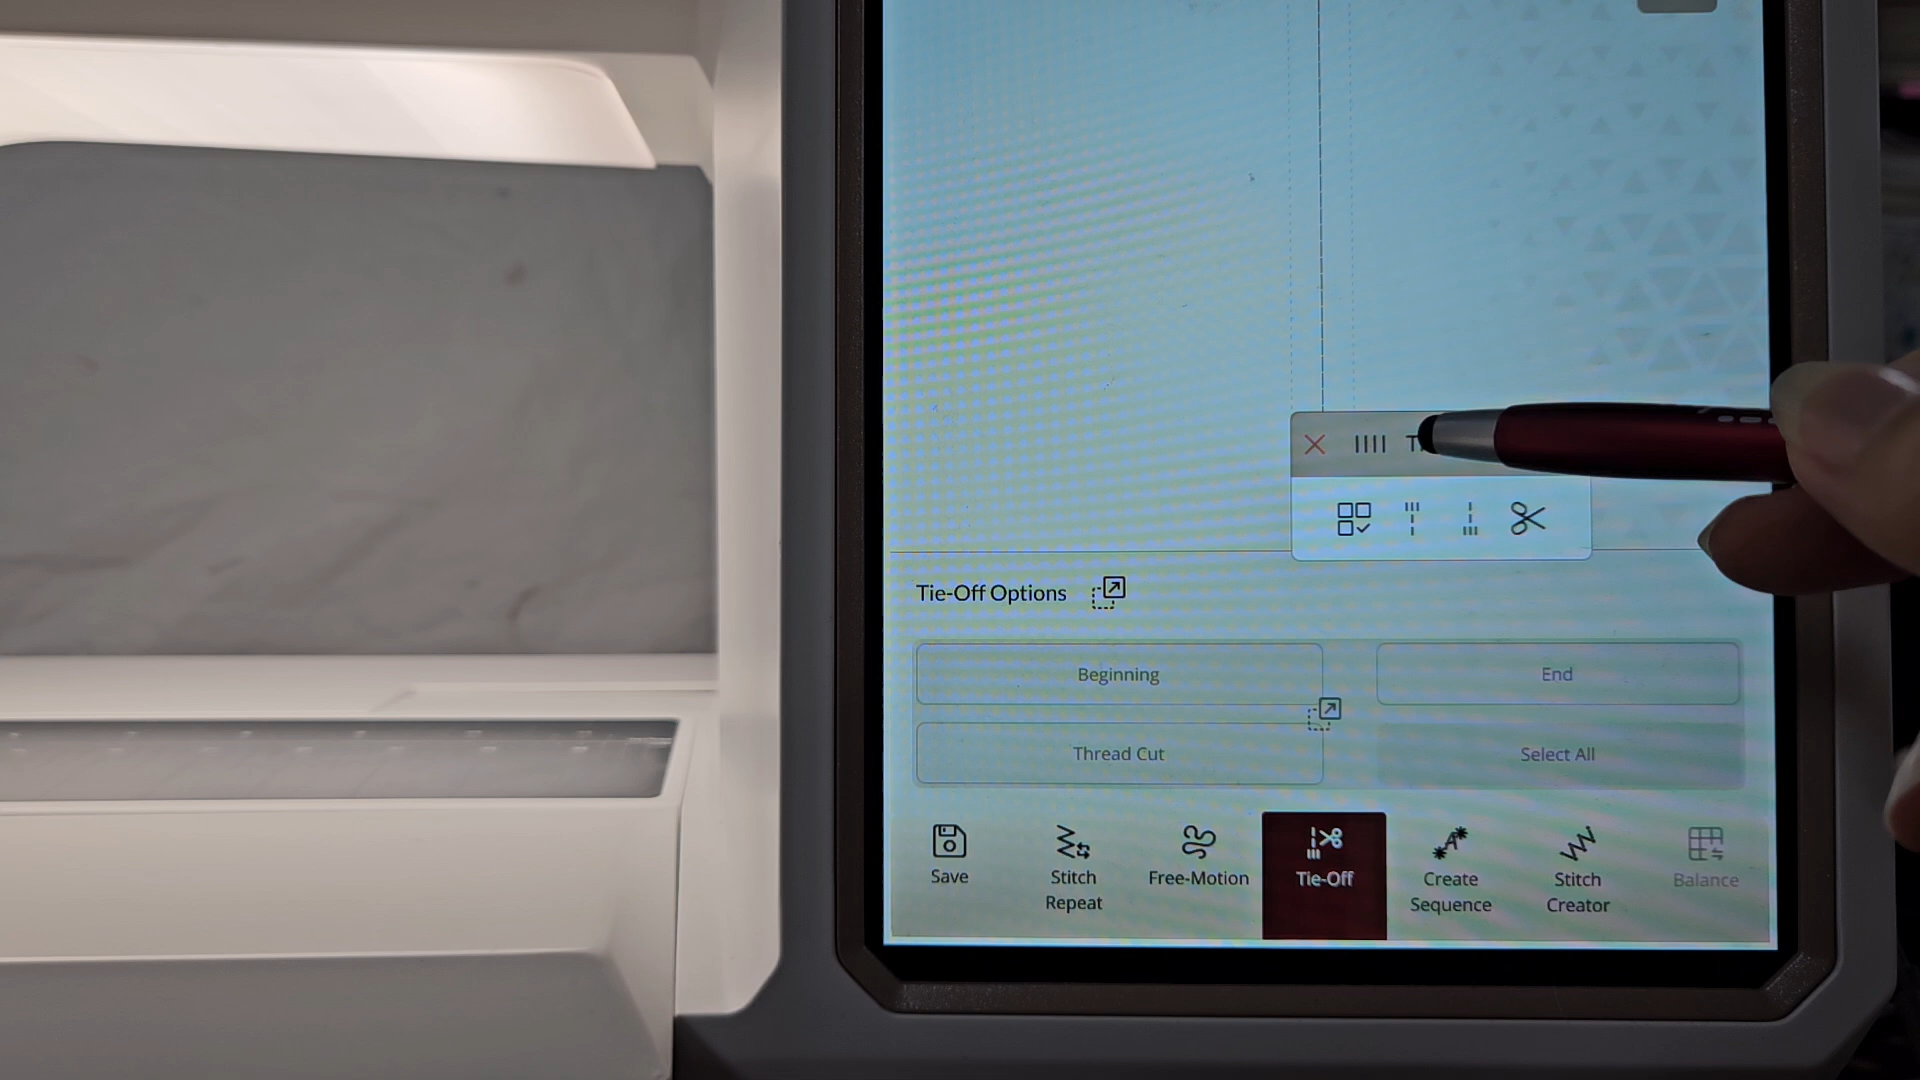 Tie-Off Options
Beginning
End
Thread Cut
Select All
Save
Stitch
Repeat
Free-Motion
Tie-Off
Create
Sequence
Stitch
Creator
Balance